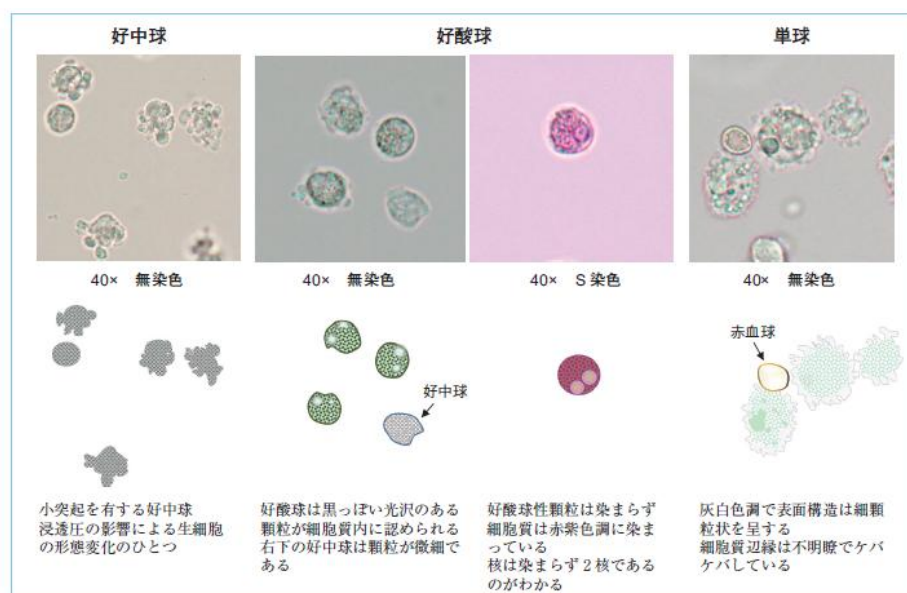 好中球
好酸球
単球
40× 無染色
40× 無染色
40× S染色
40× 無染色
好中球
赤血球
小突起を有する好中球
浸透圧の影響による生細胞
の形態変化のひとつ
好酸球は黒っぽい光沢のある
顆粒が細胞質内に認められる
右下の好中球は顆粒が微細で
ある
好酸球性顆粒は染まらず
細胞質は赤紫色調に染ま
っている
核は染まらず2核である
のがわかる
灰白色調で表面構造は細顆
粒状を呈する
細胞質辺縁は不明瞭でケバ
ケバしている